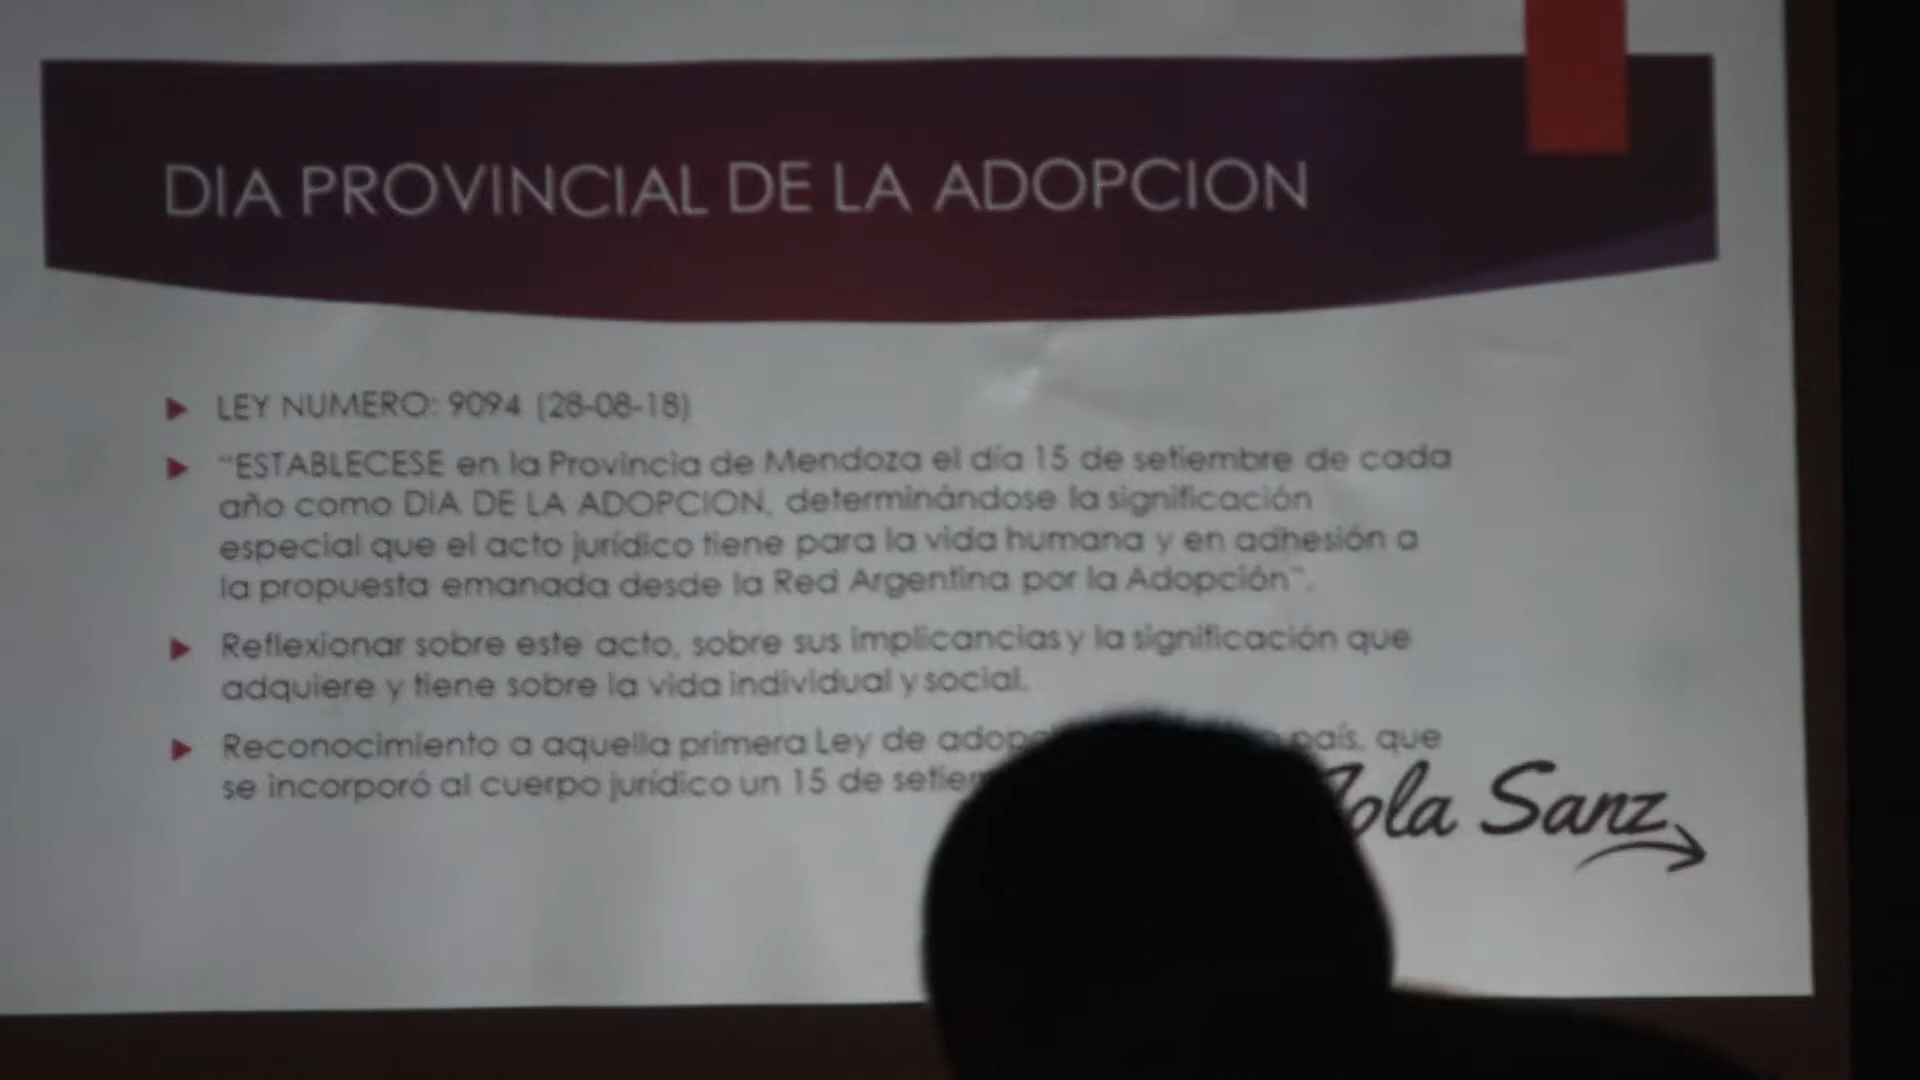 DIA PROVINCIAL DE LA ADOPCION
LEY NUMERO: 9094 (28-08-18)
"ESTABLECESE en la Provincia de Mendoza el día 15 de setiembre de cada
año como DIA DE LA ADOPCION, determinándose la significación
especial que el acto jurídico tiene para la vida humana y en adhesión a
la propuesta emanada desde la Red Argentina por la Adopción".
Reflexionar sobre este acto, sobre sus implicancias y la significación que
adquiere y tiene sobre la vida individual y social.
Reconocimiento a aquella primera Ley de país, que
se incorporó al cuerpo jurídico un 15 de
Sanz